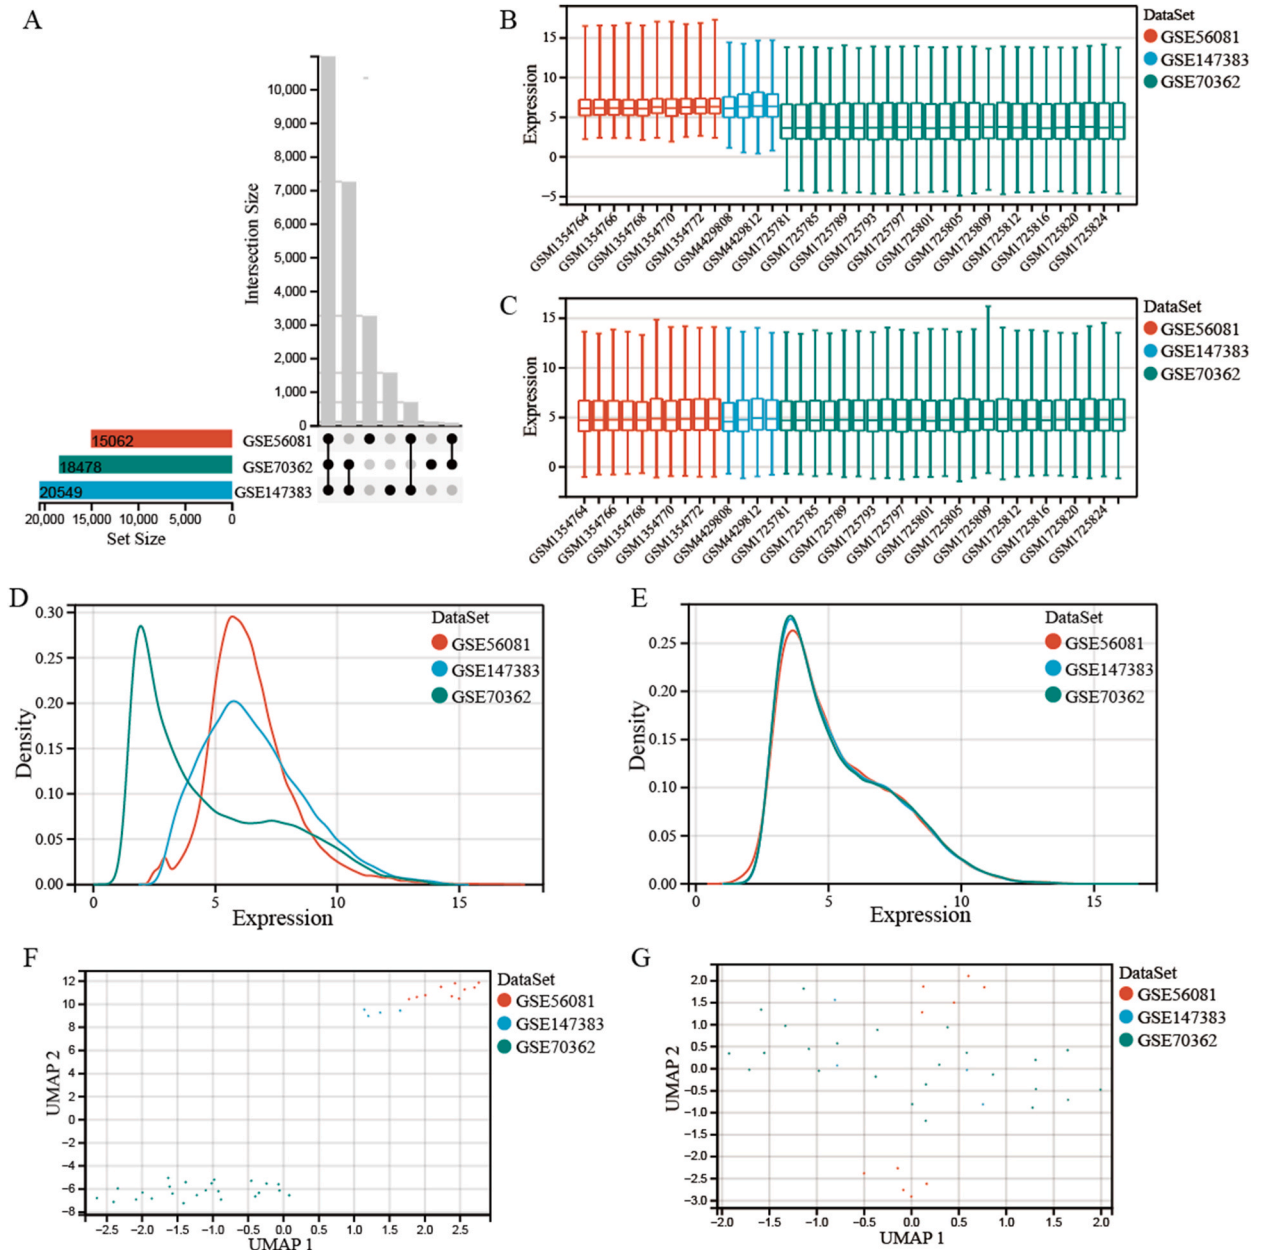 A
10,000
9,000
8,000
7,000
6,000
5,000
4,000
3,000
2,000
1,000
0
Intersection Size
15062
18478
20549
GSE56081
GSE70362
GSE147383
20,000 15,000 10,000 5,000 0
Set Size
B
15
10
5
0
−5
Expression
GSM1354764 GSM1354766 GSM1354768 GSM1354770 GSM1354772 GSM4429808 GSM4429812 GSM1725781 GSM1725785 GSM1725789 GSM1725793 GSM1725797 GSM1725801 GSM1725805 GSM1725809 GSM1725812 GSM1725816 GSM1725820 GSM1725824
DataSet
GSE56081
GSE147383
GSE70362
C
15
10
5
0
Expression
GSM1354764 GSM1354766 GSM1354768 GSM1354770 GSM1354772 GSM4429808 GSM4429812 GSM1725781 GSM1725785 GSM1725789 GSM1725793 GSM1725797 GSM1725801 GSM1725805 GSM1725809 GSM1725812 GSM1725816 GSM1725820 GSM1725824
DataSet
GSE56081
GSE147383
GSE70362
D
0.30
0.25
0.20
0.15
0.10
0.05
0.00
Density
0 5 10 15
Expression
DataSet
GSE56081
GSE147383
GSE70362
E
0.25
0.20
0.15
0.10
0.05
0.00
Density
0 5 10 15
Expression
DataSet
GSE56081
GSE147383
GSE70362
F
12
10
8
6
4
2
0
−2
−4
−6
−8
UMAP 2
−2.5 −2.0 −1.5 −1.0 −0.5 0.0 0.5 1.0 1.5 2.0 2.5
UMAP 1
DataSet
GSE56081
GSE147383
GSE70362
G
2.0
1.5
1.0
0.5
0.0
−0.5
−1.0
−1.5
−2.0
−2.5
−3.0
UMAP 2
−2.0 −1.5 −1.0 −0.5 0.0 0.5 1.0 1.5 2.0
UMAP 1
DataSet
GSE56081
GSE147383
GSE70362